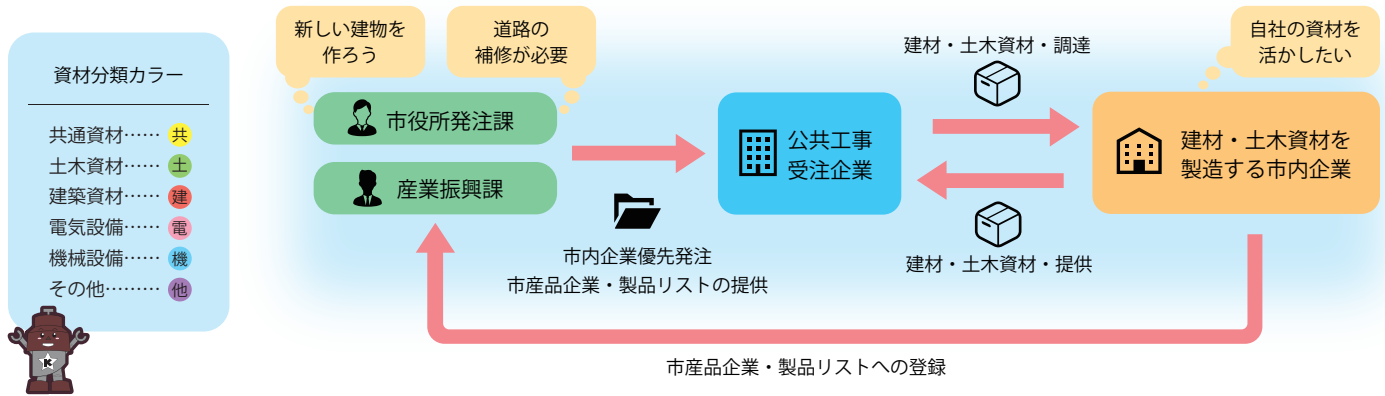 資材分類カラー
共通資材…… 共
土木資材…… 土
建築資材…… 建
電気設備…… 電
機械設備…… 機
その他……… 他
新しい建物を
作ろう
道路の
補修が必要
市役所発注課
産業振興課
市内企業優先発注
市産品企業・製品リストの提供
公共工事
受注企業
建材・土木資材・調達
建材・土木資材・提供
自社の資材を
活かしたい
建材・土木資材を
製造する市内企業
市産品企業・製品リストへの登録
K